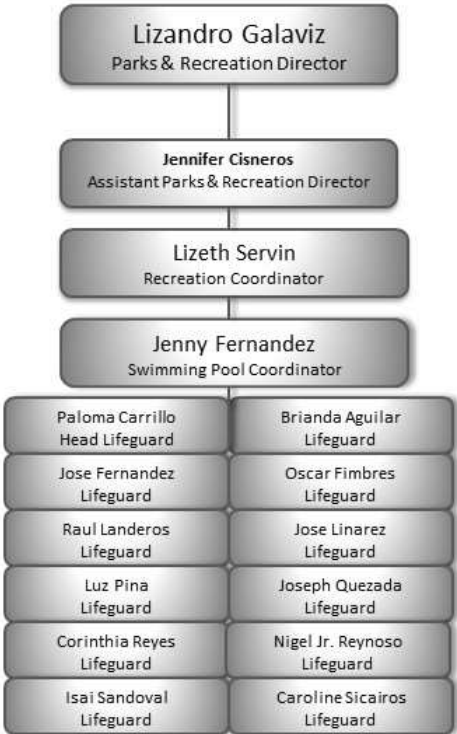 Lizandro Galaviz
Parks & Recreation Director
Jennifer Cisneros
Assistant Parks & Recreation Director
Lizeth Servin
Recreation Coordinator
Jenny Fernandez
Swimming Pool Coordinator
Paloma Carrillo
Head Lifeguard
Brianda Aguilar
Lifeguard
Jose Fernandez
Lifeguard
Oscar Fimbres
Lifeguard
Raul Landeros
Lifeguard
Jose Linarez
Lifeguard
Luz Pina
Lifeguard
Joseph Quezada
Lifeguard
Corinthia Reyes
Lifeguard
Nigel Jr. Reynoso
Lifeguard
Isai Sandoval
Lifeguard
Caroline Sicairos
Lifeguard